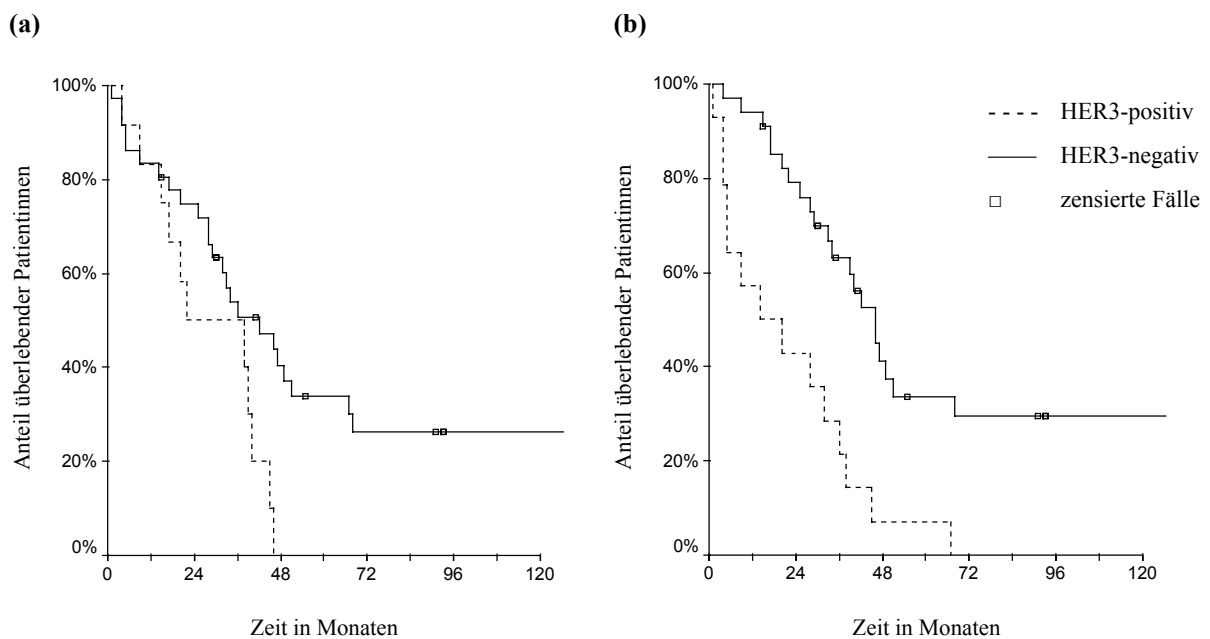 (a)
Anteil überlebender Patientinnen
100%
80%
60%
40%
20%
0%
0 24 48 72 96 120
Zeit in Monaten
(b)
Anteil überlebender Patientinnen
100%
80%
60%
40%
20%
0%
0 24 48 72 96 120
Zeit in Monaten
HER3-positiv
HER3-negativ
zensierte Fälle